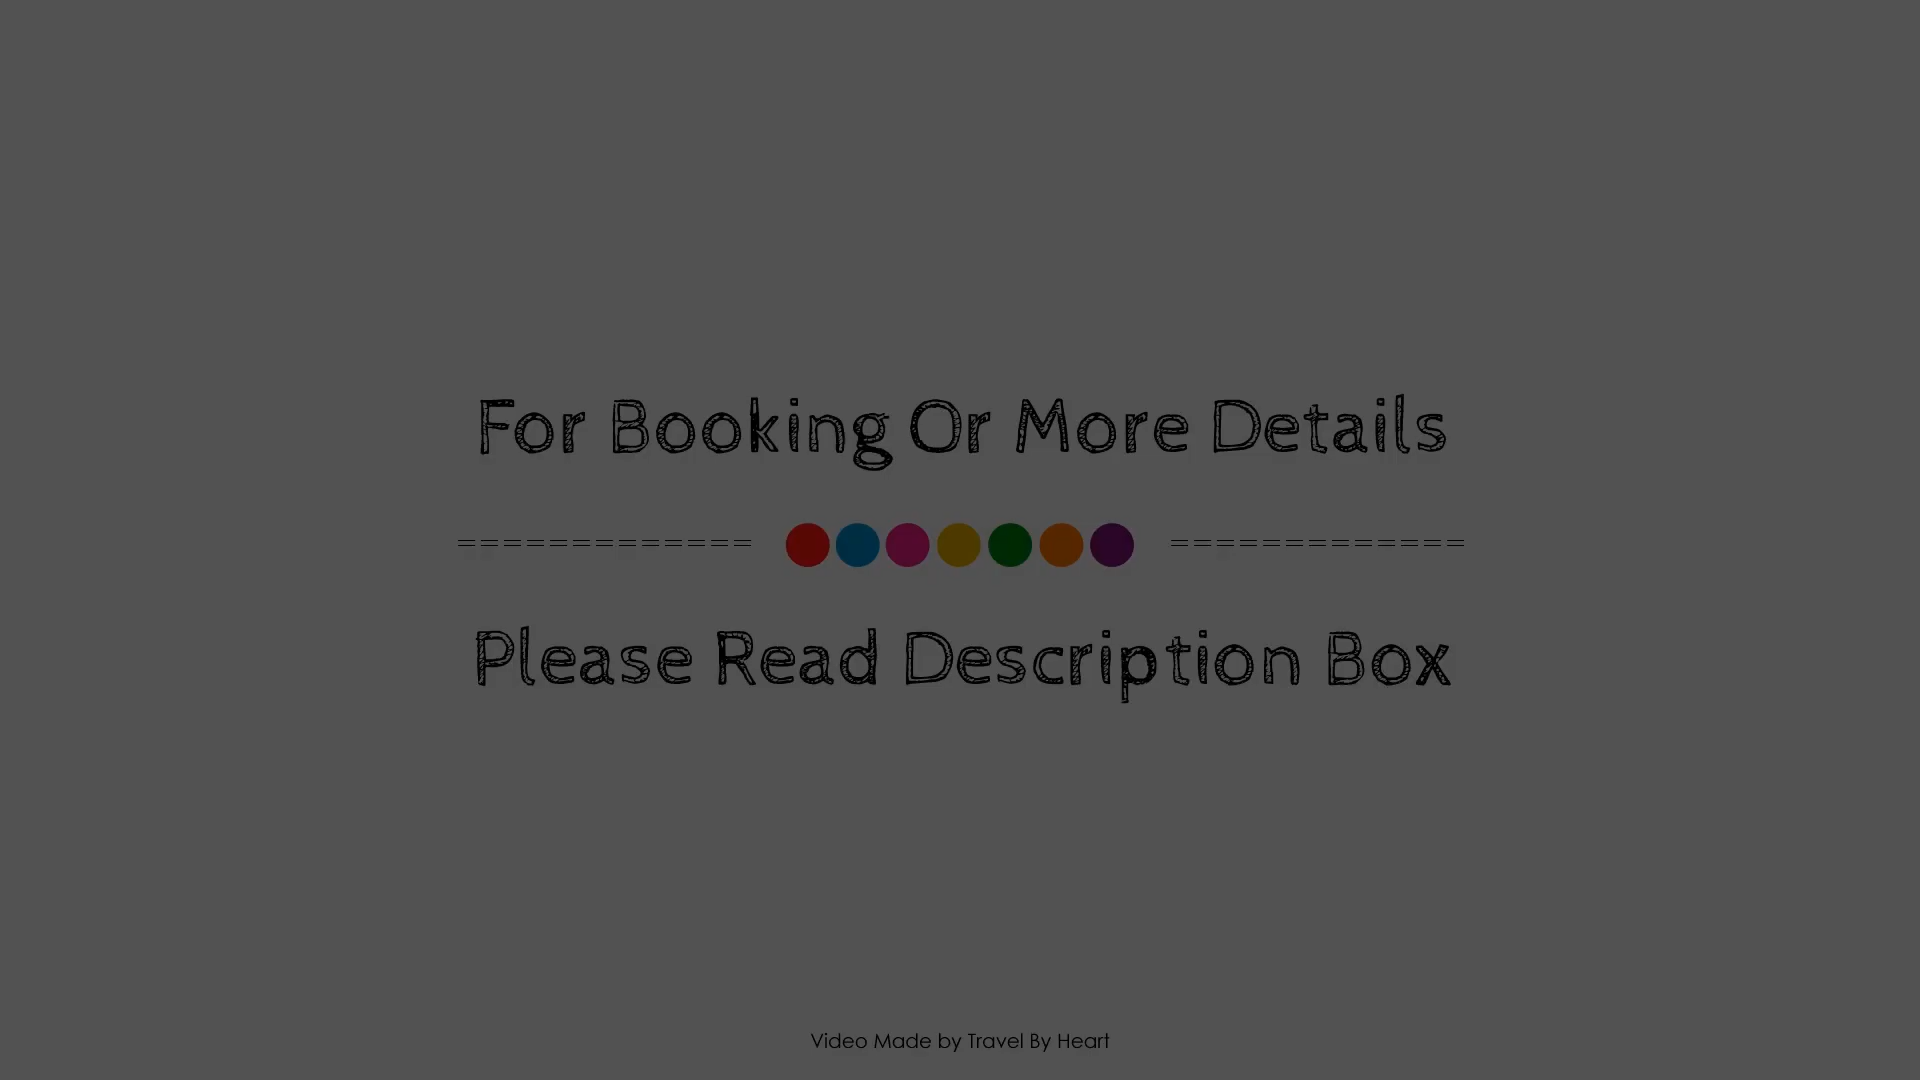 For Booking Or More Details
============= =============
Please Read Description Box
Video Made by Travel By Heart